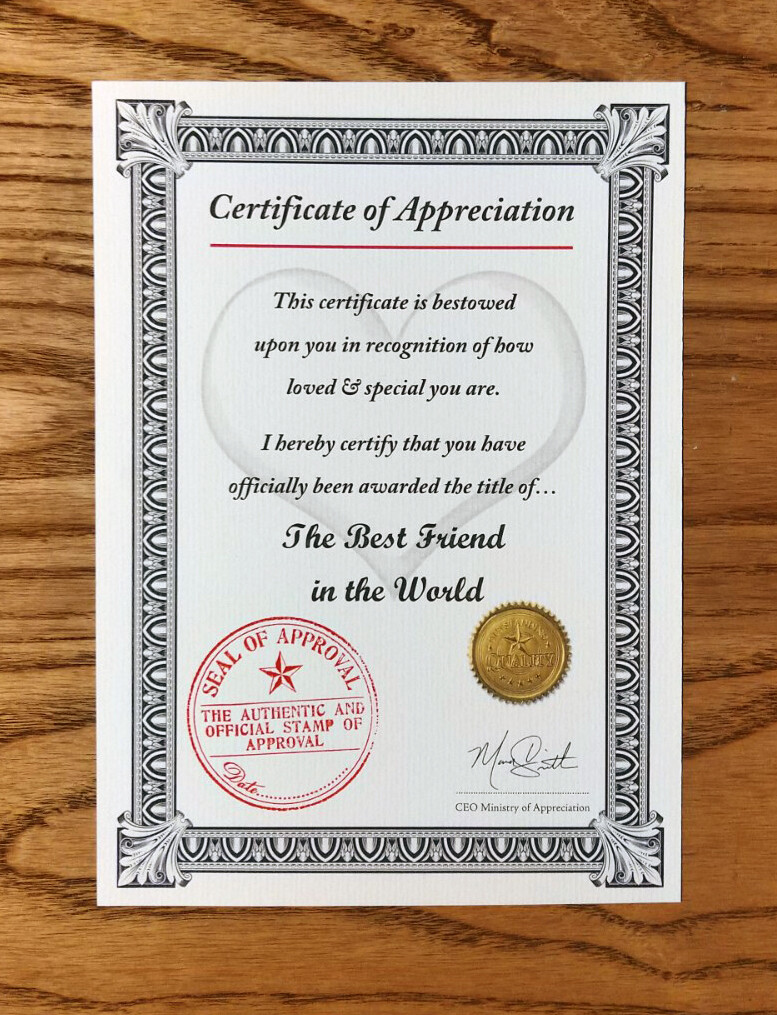 Certificate of Appreciation
This certificate is bestowed
upon you in recognition of how
loved & special you are.
I hereby certify that you have
officially been awarded the title of...
The Best Friend
in the World
SEAL OF APPROVAL
THE AUTHENTIC AND
OFFICIAL STAMP OF
APPROVAL
Date..................
QUALITY
CEO Ministry of Appreciation